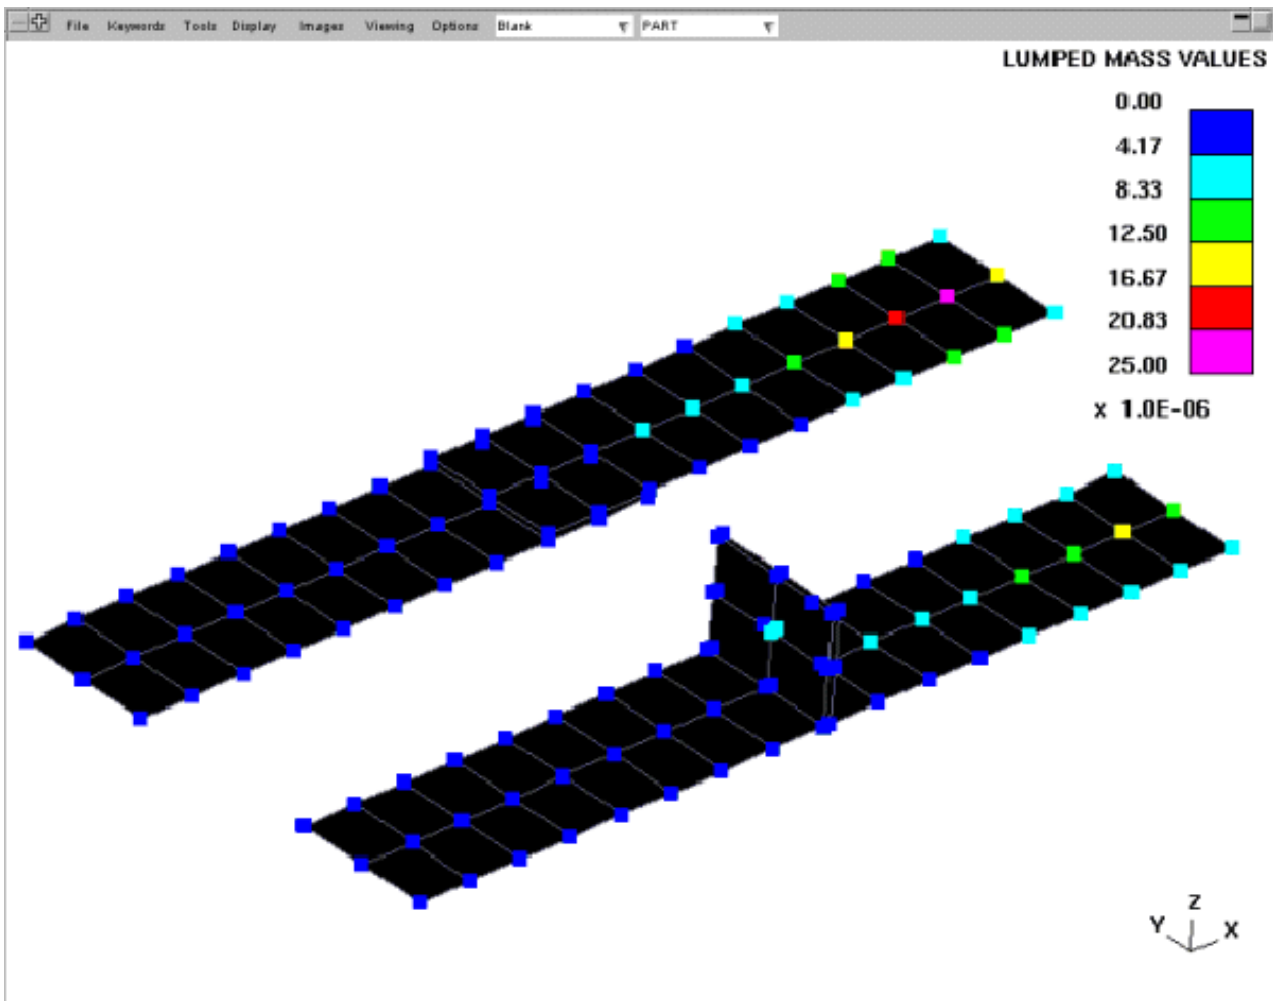 File Keywords Tools Display Images Viewing Options Blank PART
LUMPED MASS VALUES
0.00
4.17
8.33
12.50
16.67
20.83
25.00
x 1.0E-06
Z
Y
X